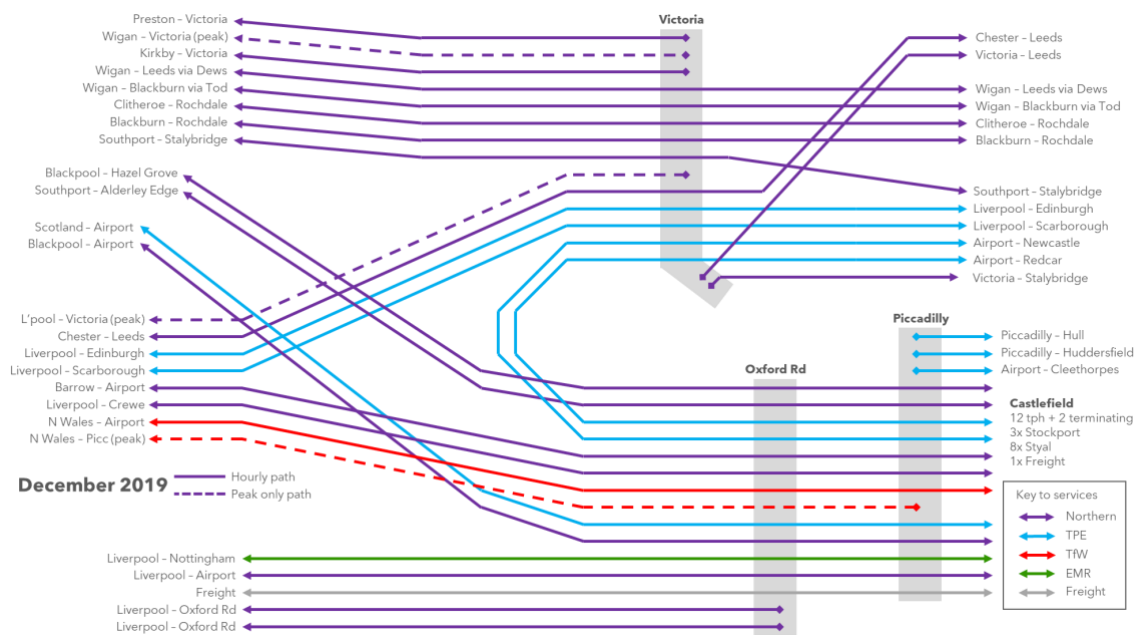 Preston – Victoria
Wigan – Victoria (peak)
Kirkby – Victoria
Wigan – Leeds via Dews
Wigan – Blackburn via Tod
Clitheroe – Rochdale
Blackburn – Rochdale
Southport – Stalybridge
Blackpool – Hazel Grove
Southport – Alderley Edge
Scotland – Airport
Blackpool – Airport
L'pool – Victoria (peak)
Chester – Leeds
Liverpool – Edinburgh
Liverpool – Scarborough
Barrow – Airport
Liverpool – Crewe
N Wales – Airport
N Wales – Picc (peak)
December 2019
Hourly path
Peak only path
Liverpool – Nottingham
Liverpool – Airport
Freight
Liverpool – Oxford Rd
Liverpool – Oxford Rd
Victoria
Oxford Rd
Piccadilly
Chester – Leeds
Victoria – Leeds
Wigan – Leeds via Dews
Wigan – Blackburn via Tod
Clitheroe – Rochdale
Blackburn – Rochdale
Southport – Stalybridge
Liverpool – Edinburgh
Liverpool – Scarborough
Airport – Newcastle
Airport – Redcar
Victoria – Stalybridge
Piccadilly – Hull
Piccadilly – Huddersfield
Airport – Cleethorpes
Castlefield
12 tph + 2 terminating
3x Stockport
8x Styal
1x Freight
Key to services
Northern
TPE
TfW
EMR
Freight